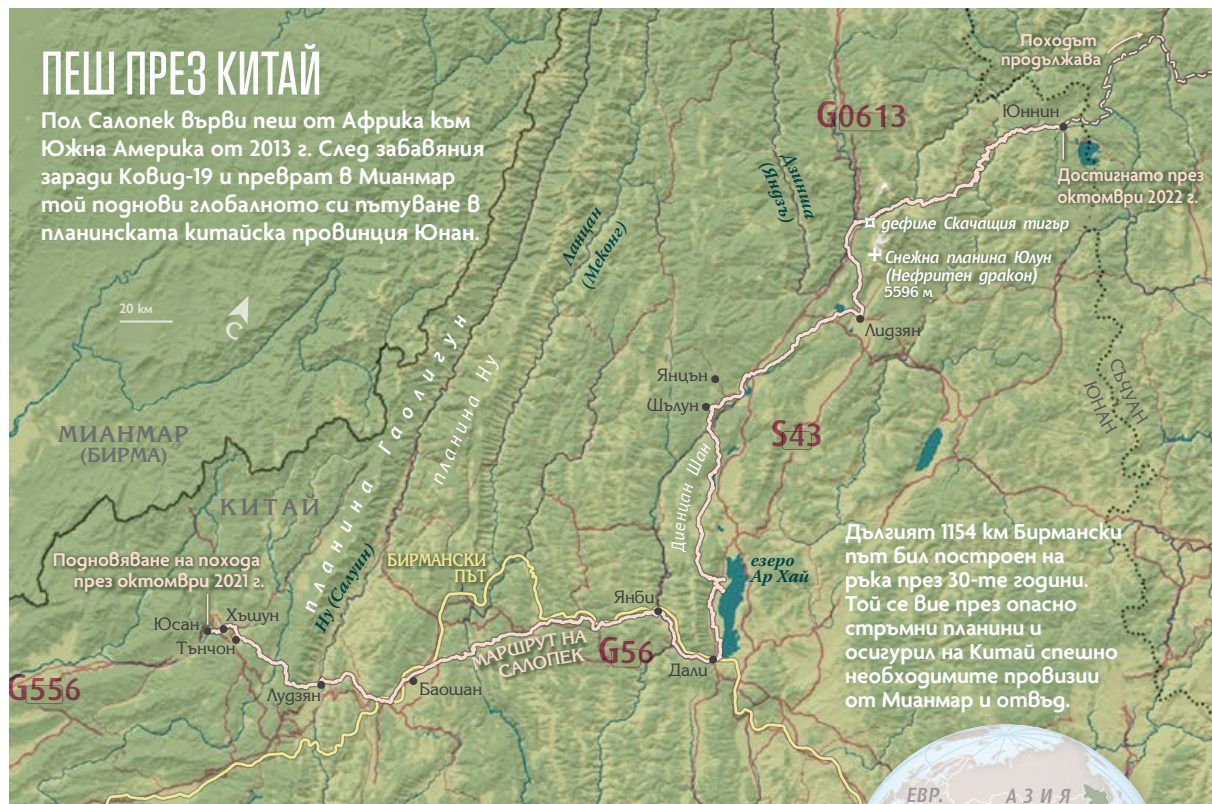 ПЕШ ПРЕЗ КИТАЙ
Пол Салопек върви пеш от Африка към
Южна Америка от 2013 г. След забавяния
заради Ковид-19 и преврат в Мианмар
той поднови глобалното си пътуване в
планинската китайска провинция Юнан.
20 км
С
Походът
продължава
G0613
Юннин
Достигнато през
октомври 2022 г.
Дзинша
(Яндзъ)
Ланцан
(Меконг)
дефиле Скачащия тигър
Снежна планина Юлун
(Нефритен дракон)
5596 м
Лидзян
планина Гаолигун
планина Ну
Янцън
Шълун
СЪЧУАН
ЮНАН
МИАНМАР
(БИРМА)
S43
КИТАЙ
Диенцан Шан
Дългият 1154 км Бирмански
път бил построен на
ръка през 30-те години.
Той се вие през опасно
стръмни планини и
осигурил на Китай спешно
необходимите провизии
от Мианмар и отвъд.
Подновяване на похода
през октомври 2021 г.
Ну (Салуин)
БИРМАНСКИ
ПЪТ
езеро
Ар Хай
Янби
Юсан
Хъшун
Тънчон
МАРШРУТ НА
САЛОПЕК
G56
Дали
G556
Лудзян
Баошан
ЕВР.
АЗИЯ